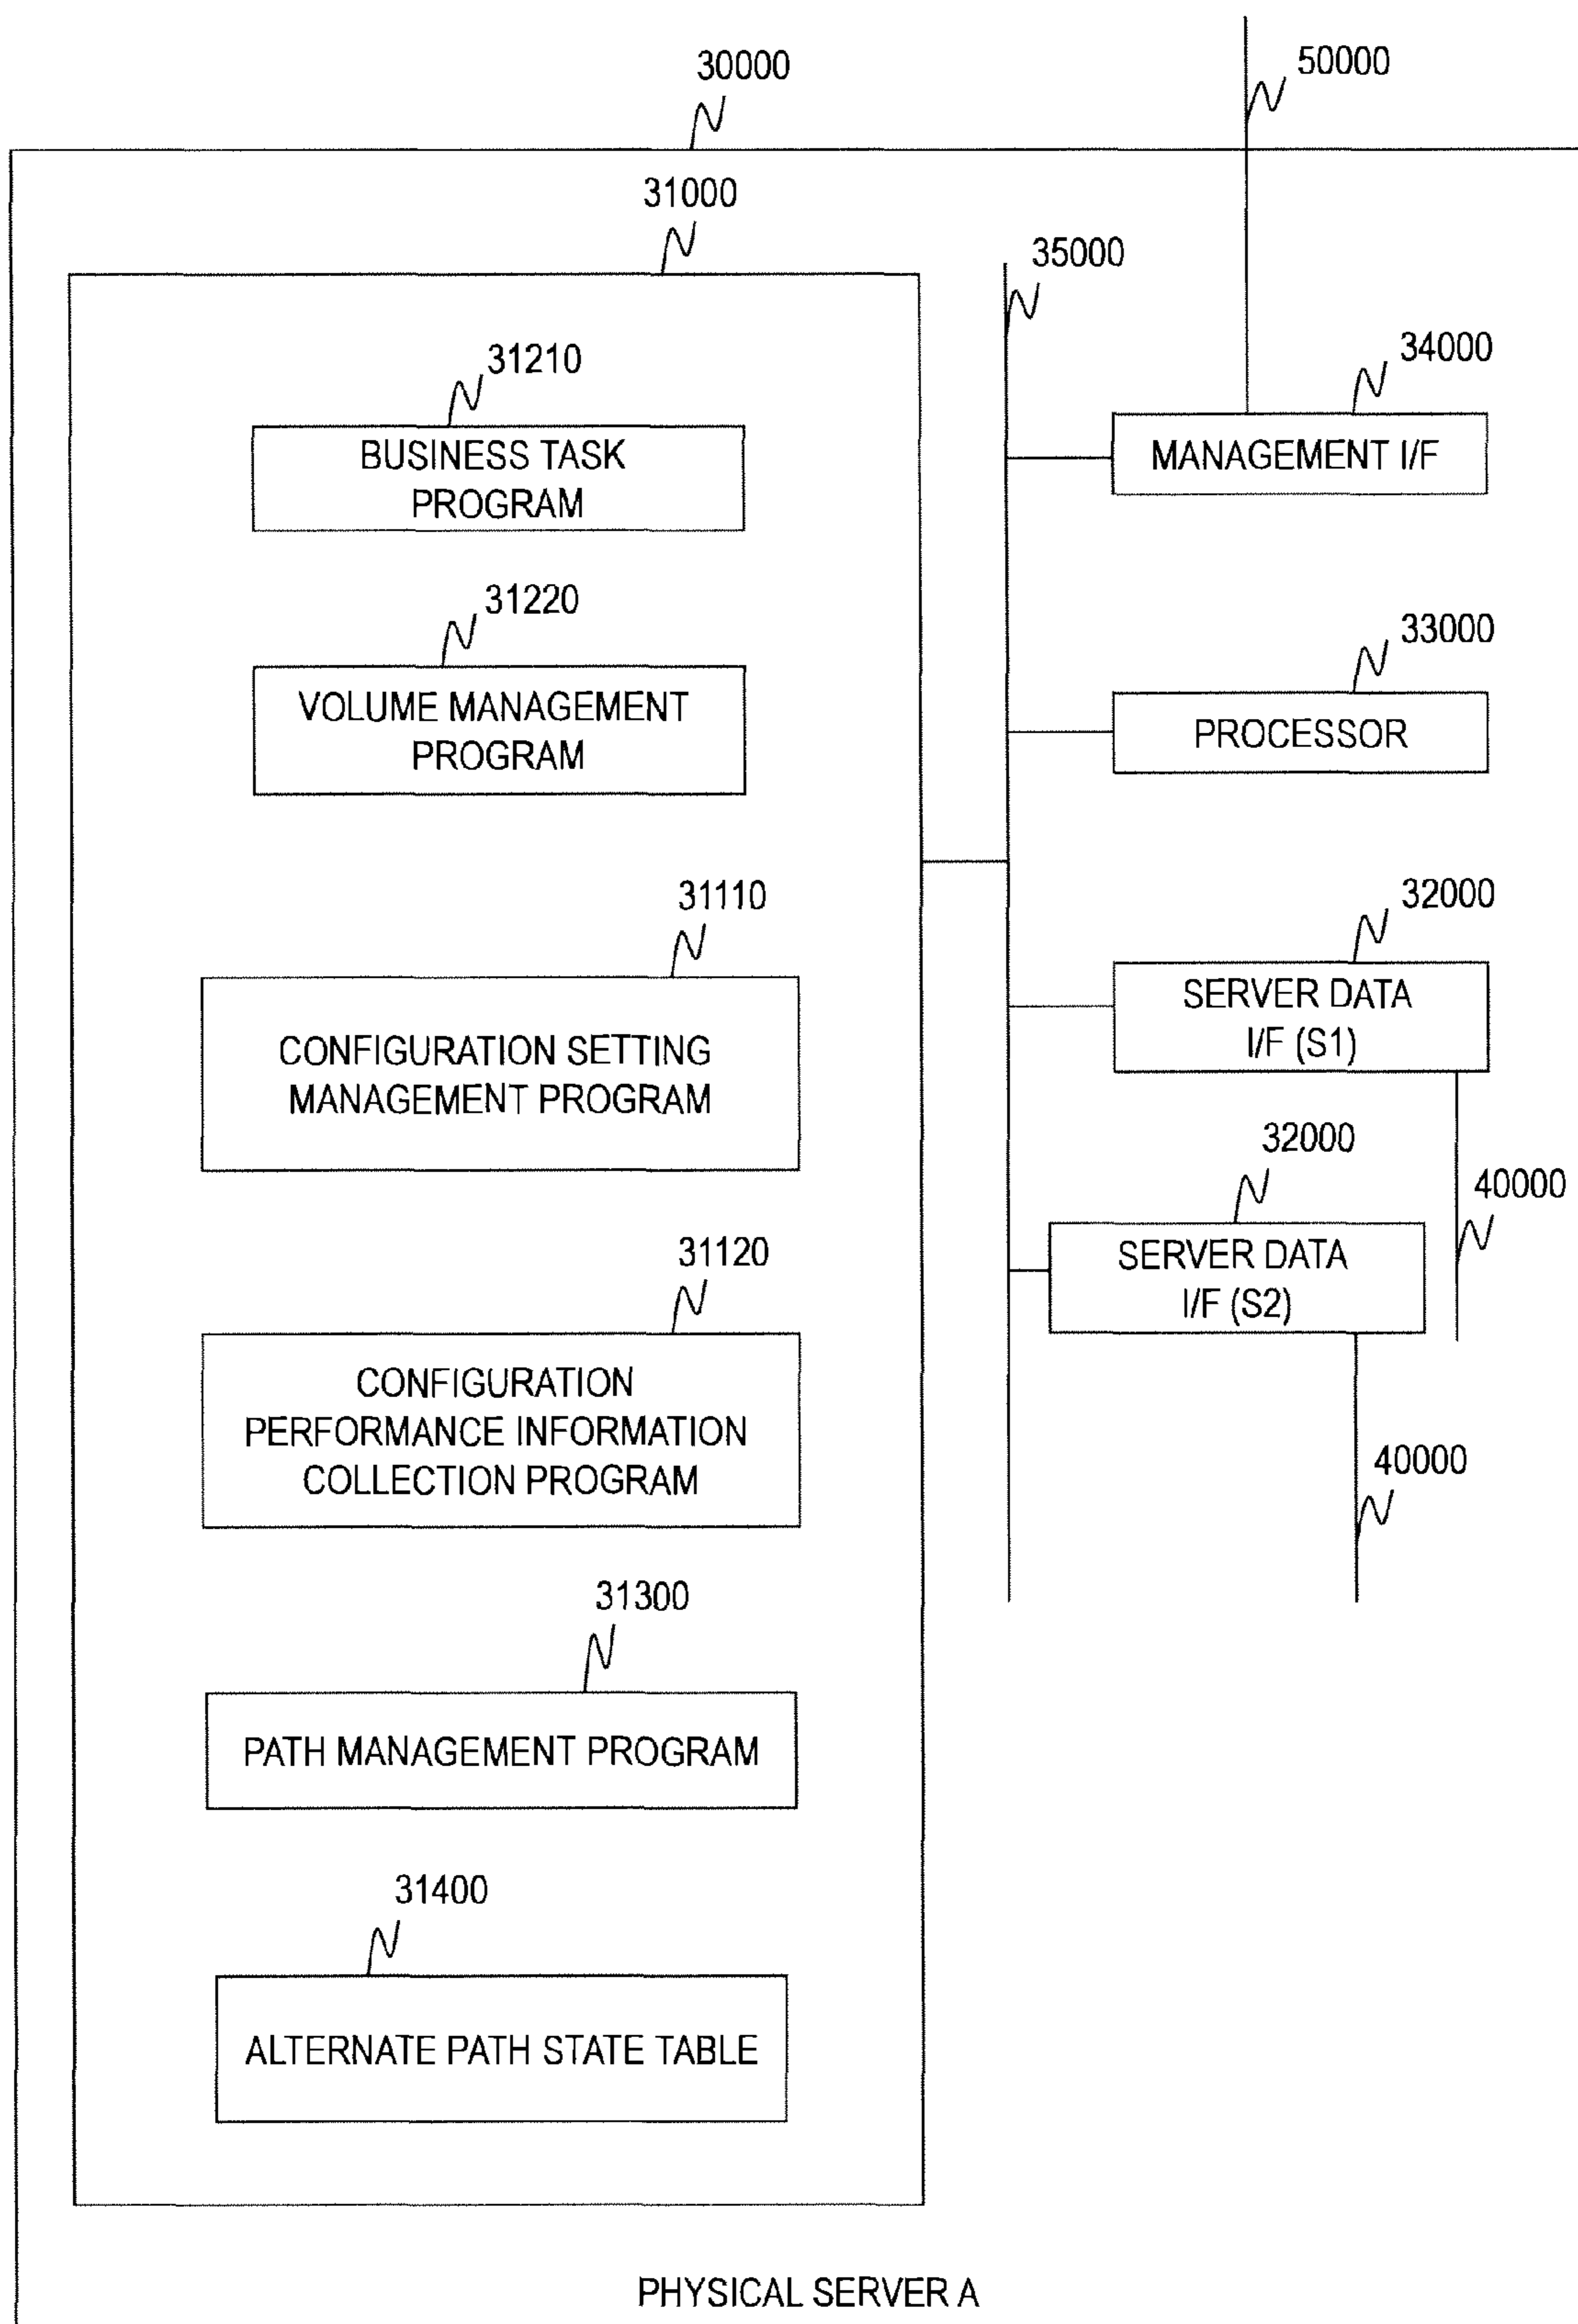 30000
50000
31000
35000
31210
BUSINESS TASK
PROGRAM
34000
MANAGEMENT I/F
31220
VOLUME MANAGEMENT
PROGRAM
33000
PROCESSOR
31110
CONFIGURATION SETTING
MANAGEMENT PROGRAM
32000
SERVER DATA
I/F (S1)
32000
SERVER DATA
I/F (S2)
40000
40000
31120
CONFIGURATION
PERFORMANCE INFORMATION
COLLECTION PROGRAM
31300
PATH MANAGEMENT PROGRAM
31400
ALTERNATE PATH STATE TABLE
PHYSICAL SERVER A